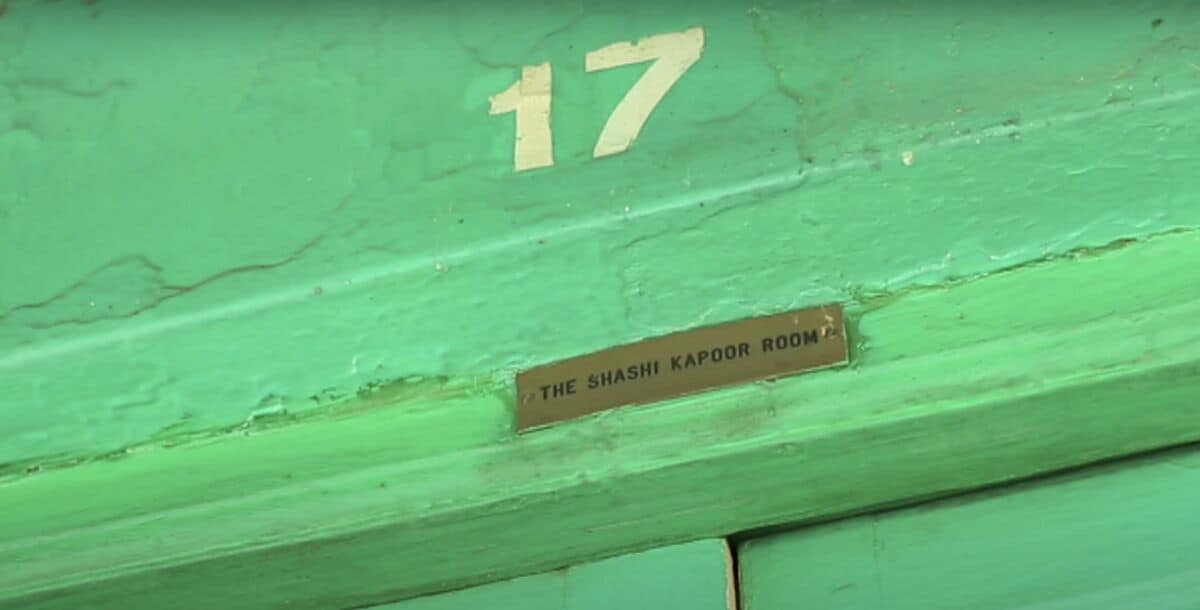 17
THE SHASHI KAPOOR ROOM